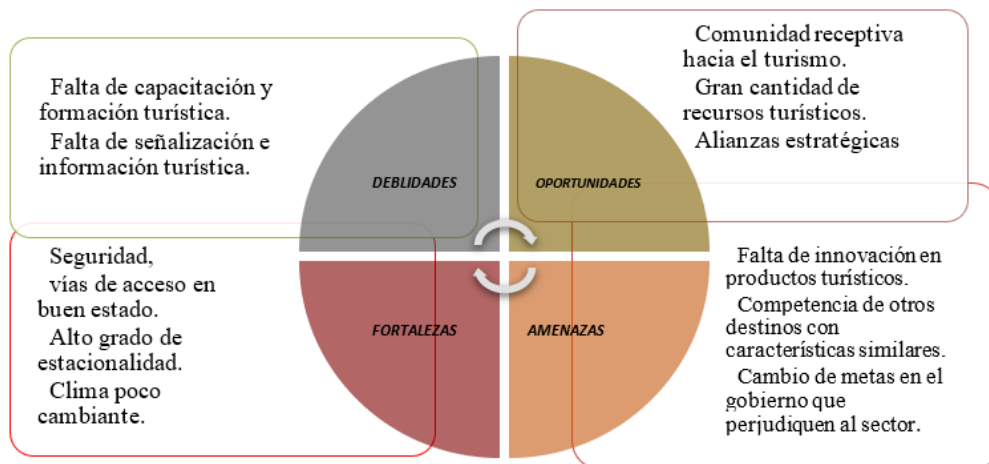 Falta de capacitación y
formación turística.
Falta de señalización e
información turística.
DEBLIDADES
Comunidad receptiva
hacia el turismo.
Gran cantidad de
recursos turísticos.
Alianzas estratégicas
OPORTUNIDADES
Seguridad,
vías de acceso en
buen estado.
Alto grado de
estacionalidad.
Clima poco
cambiante.
FORTALEZAS
AMENAZAS
Falta de innovación en
productos turísticos.
Competencia de otros
destinos con
características similares.
Cambio de metas en el
gobierno que
perjudiquen al sector.